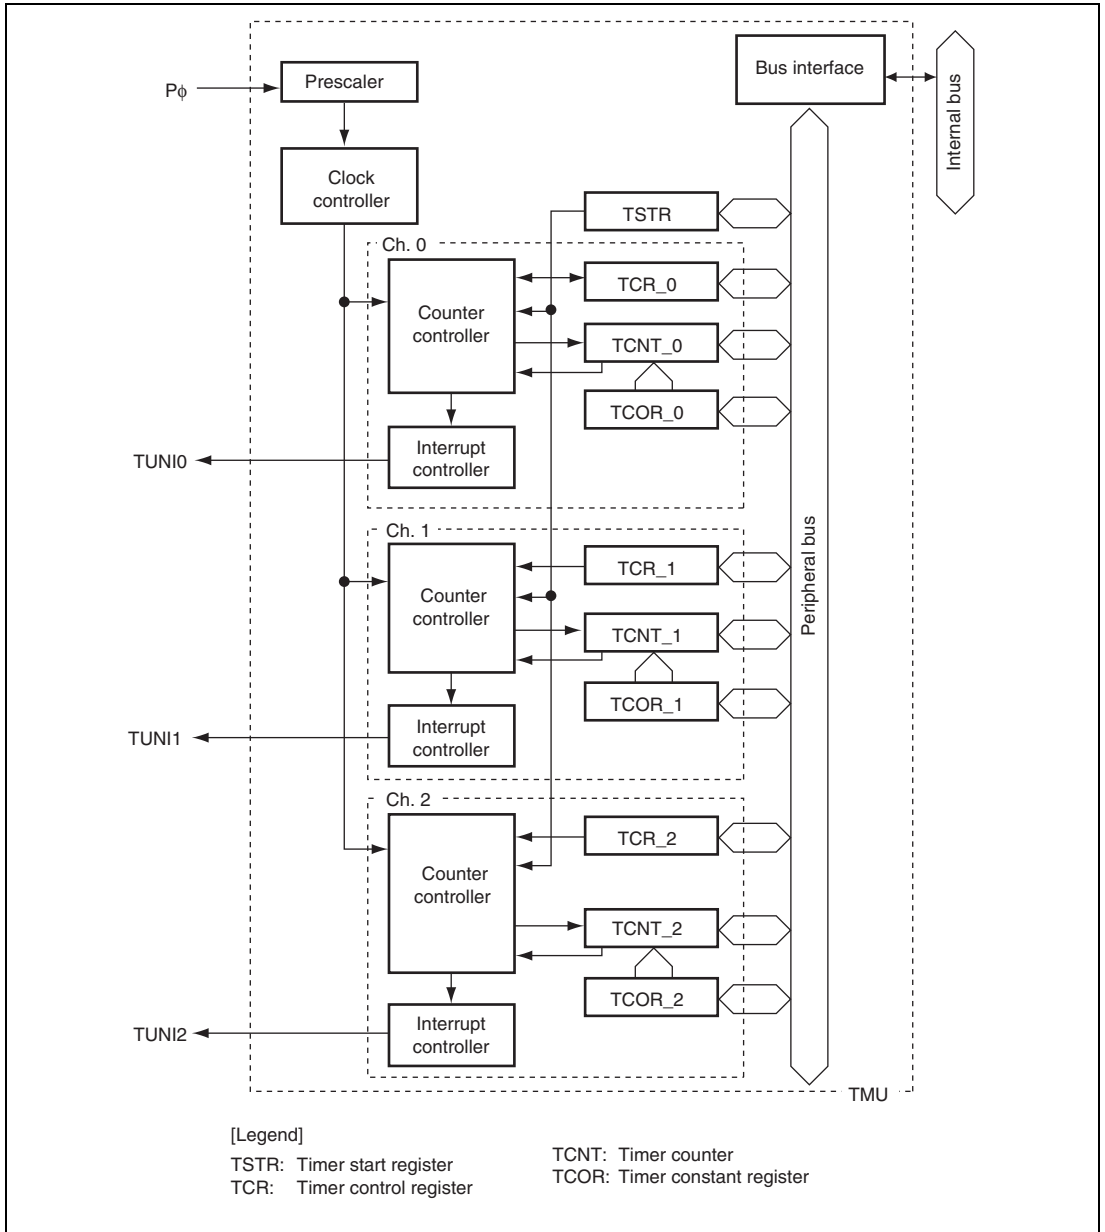 Pϕ
Prescaler
Bus interface
Internal bus
Clock
controller
TSTR
Ch. 0
Counter
controller
TCR_0
TCNT_0
TCOR_0
Interrupt
controller
TUNI0
Ch. 1
Counter
controller
TCR_1
TCNT_1
TCOR_1
Interrupt
controller
TUNI1
Peripheral bus
Ch. 2
Counter
controller
TCR_2
TCNT_2
TCOR_2
Interrupt
controller
TUNI2
TMU
[Legend]
TSTR: Timer start register
TCR: Timer control register
TCNT: Timer counter
TCOR: Timer constant register